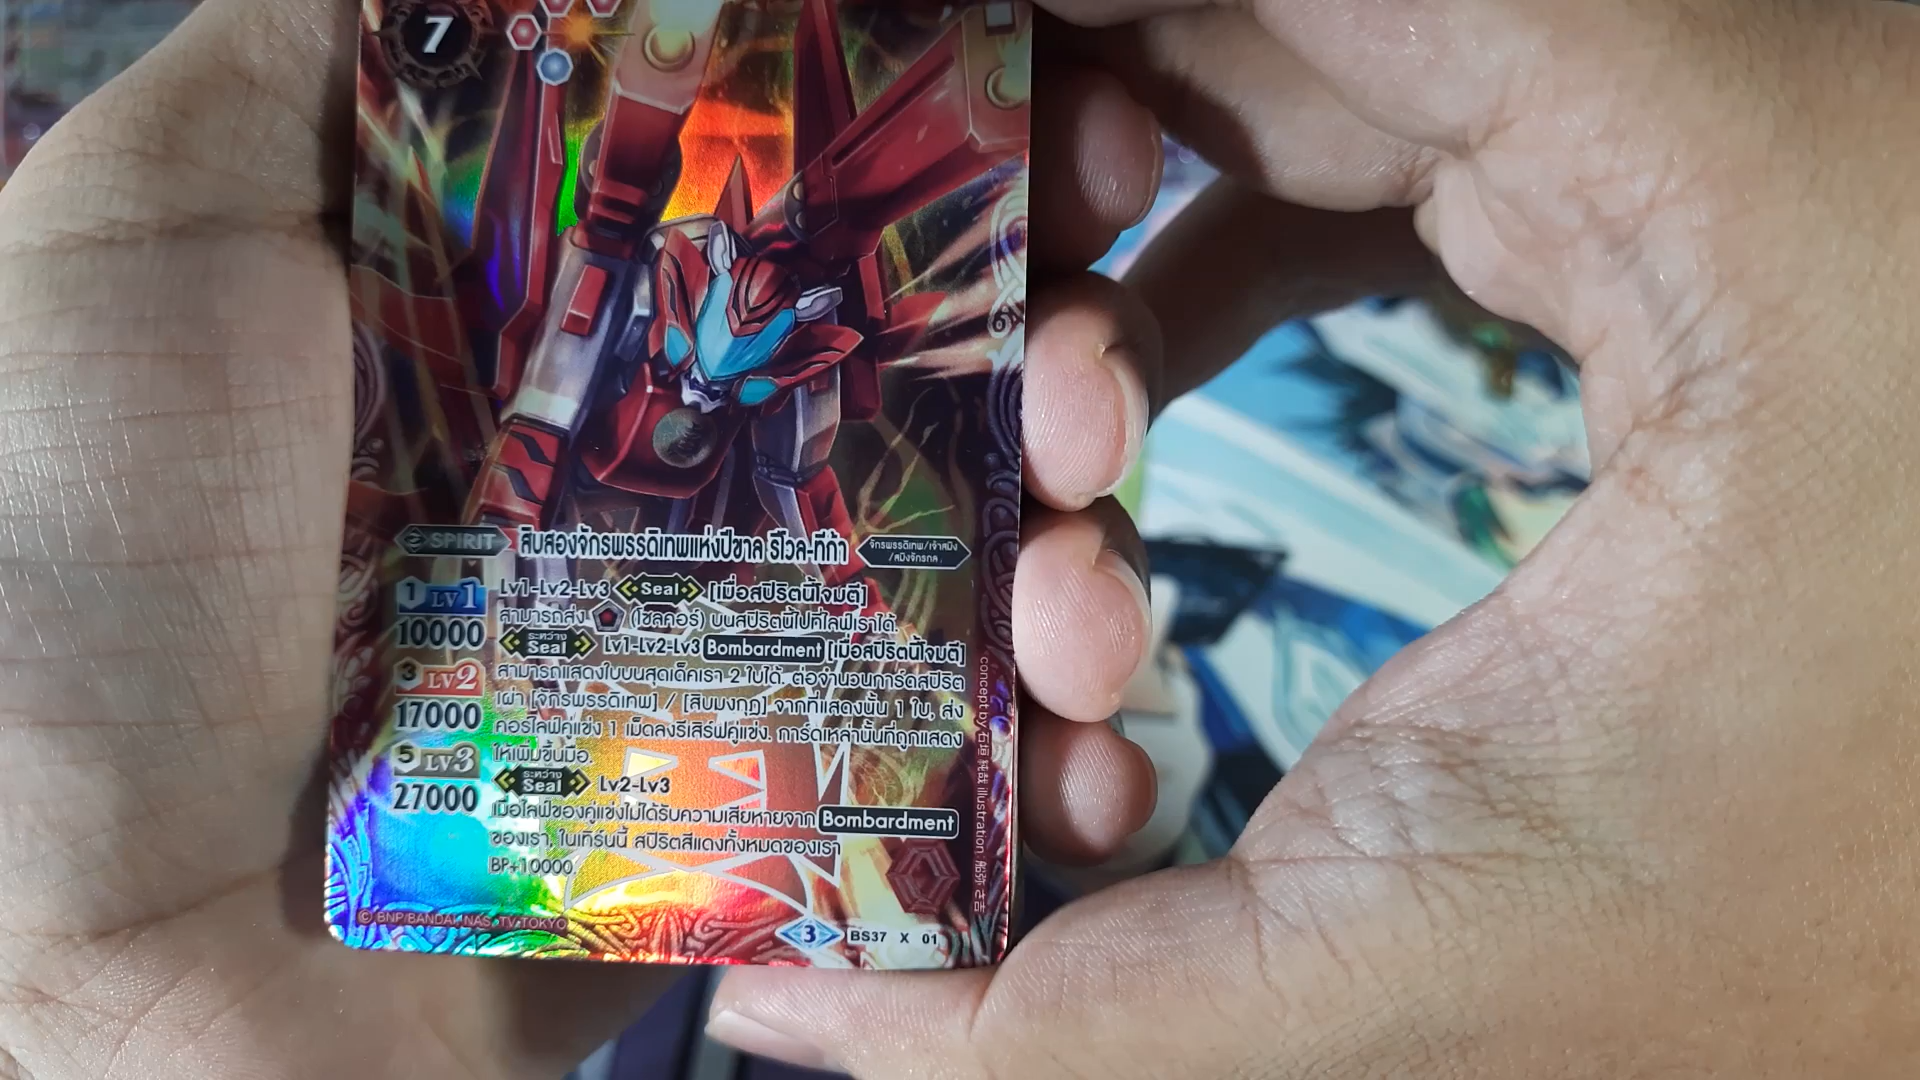 7
SPIRIT
สิบสองจักรพรรดิเทพแห่งปีขาล รีโวล-ทีก้า
จักรพรรดิเทพ/เจ้าสมิง
/สมิงจักรกล
1 LV1
10000
3 LV2
17000
5 LV3
27000
Lv1-Lv2-Lv3 Seal [เมื่อสปิริตนี้โจมตี]
สามารถส่ง (โซลคอร์) บนสปิริตนี้ไปที่ไลฟ์เราได้.
ระหว่าง Seal Lv1-Lv2-Lv3 Bombardment [เมื่อสปิริตนี้โจมตี]
สามารถแสดงใบบนสุดเด็คเรา 2 ใบได้. ต่อจำนวนการ์ดสปิริต
เผ่า [จักรพรรดิเทพ] / [สิบมงกุฎ] จากที่แสดงนั้น 1 ใบ, ส่ง
คอร์ไลฟ์คู่แข่ง 1 เม็ดลงรีเสิร์ฟคู่แข่ง. การ์ดเหล่านั้นที่ถูกแสดง
ให้เพิ่มขึ้นมือ.
ระหว่าง Seal Lv2-Lv3
เมื่อไลฟ์ของคู่แข่งไม่ได้รับความเสียหายจาก Bombardment
ของเรา, ในเทิร์นนี้ สปิริตสีแดงทั้งหมดของเรา
BP+10000.
concept by 石垣 純哉 illustration
© BNP/BANDAI, NAS, TV TOKYO
3
BS37 X 01